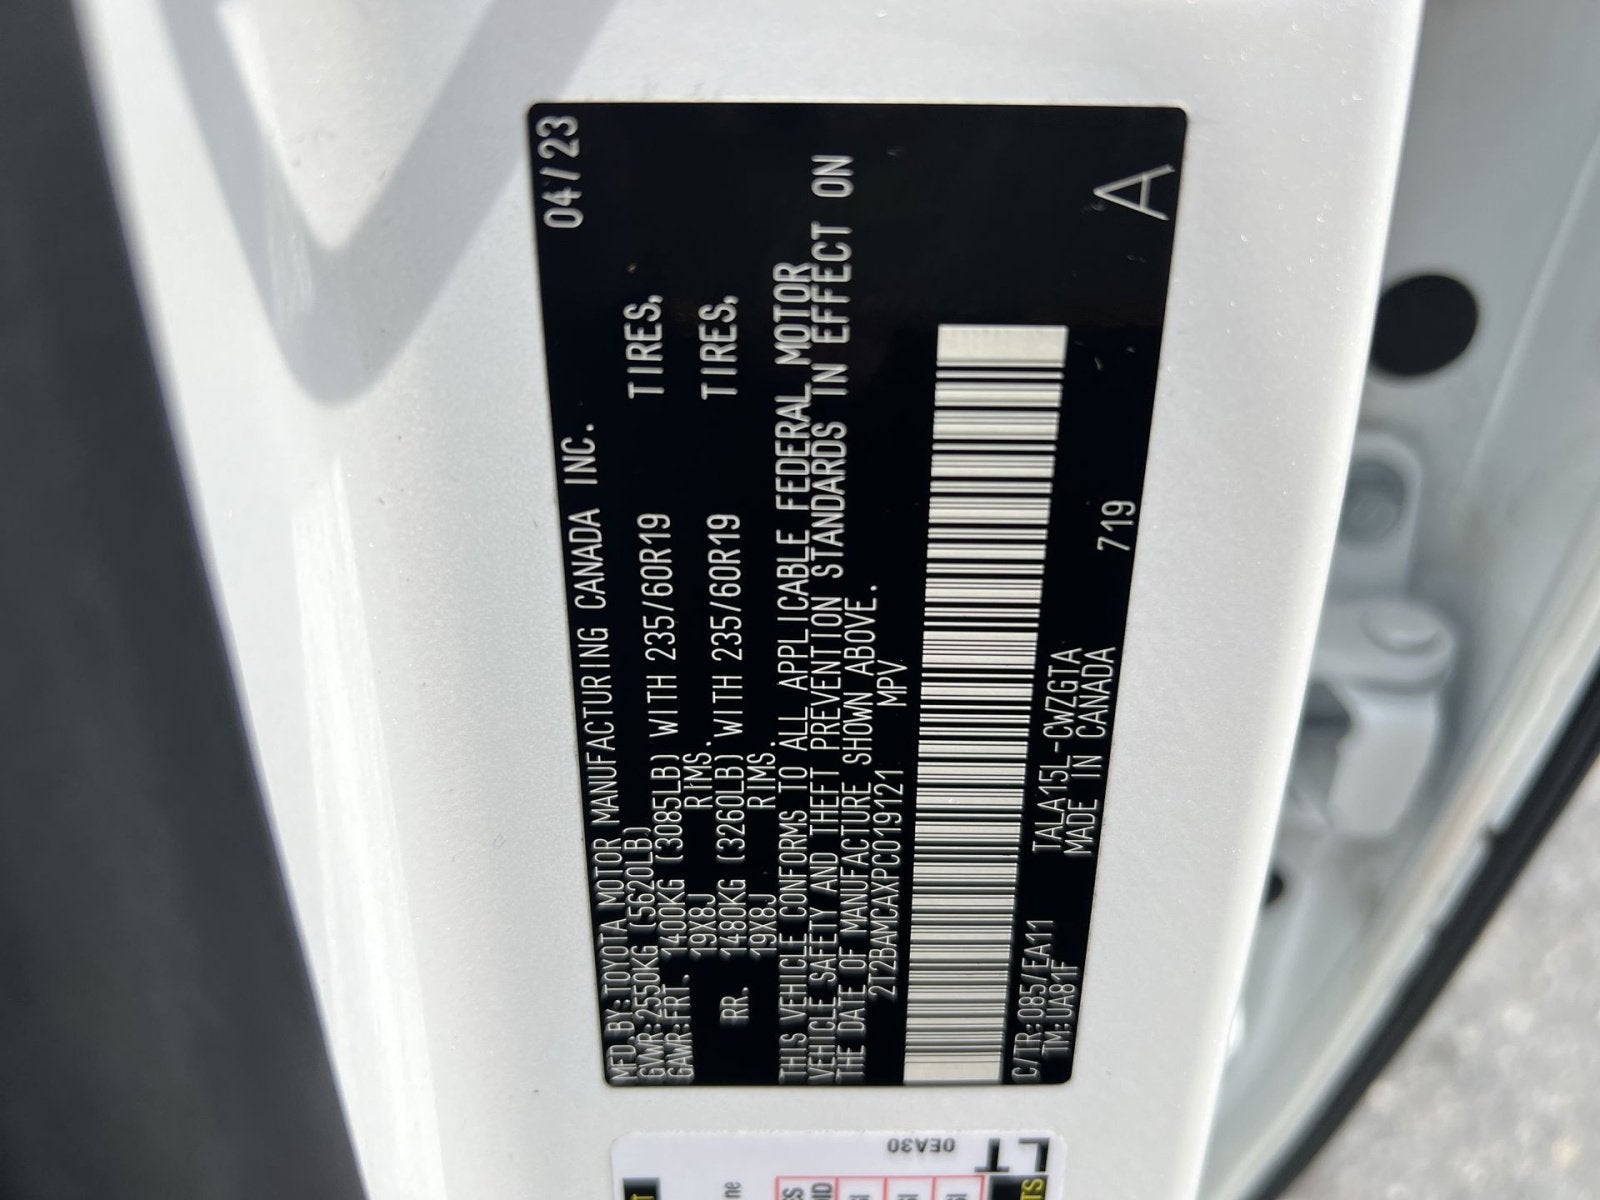 MFD. BY: TOYOTA MOTOR MANUFACTURING CANADA INC. 04/23
GVWR: 2550KG (5620LB)
GAWR: FRT. 1400KG (3085LB) WITH 235/60R19 TIRES,
19X8J RIMS.
RR. 1480KG (3260LB) WITH 235/60R19 TIRES,
19X8J RIMS.
THIS VEHICLE CONFORMS TO ALL APPLICABLE FEDERAL MOTOR
VEHICLE SAFETY AND THEFT PREVENTION STANDARDS IN EFFECT ON
THE DATE OF MANUFACTURE SHOWN ABOVE.
2T2BAMCAXPC019121 MPV
C/TR: 085/EA11 TALA15L-CWZGTA 719 A
TM: UA81F MADE IN CANADA
0EA30
LT